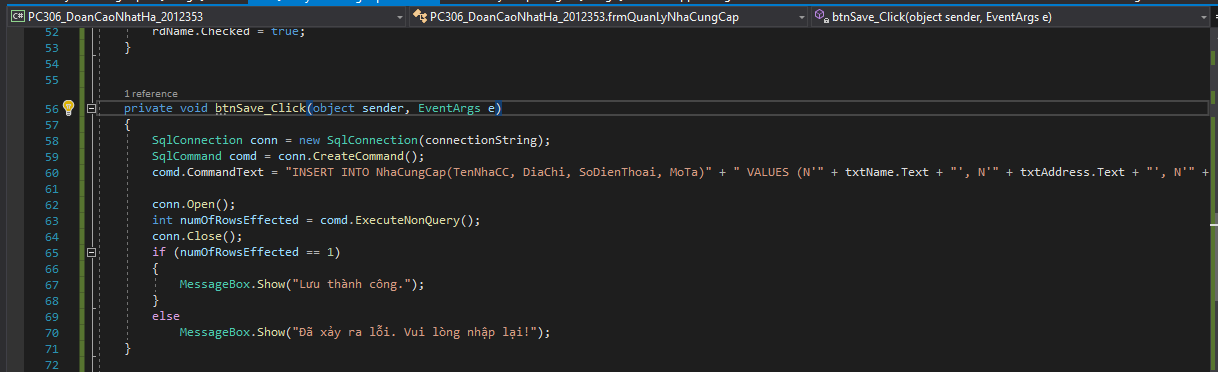 PC306_DoanCaoNhatHa_2012353 PC306_DoanCaoNhatHa_2012353.frmQuanLyNhaCungCap btnSave_Click(object sender, EventArgs e)
52 rdName.Checked = true;
53 }
54
55
1 reference
56 private void btnSave_Click(object sender, EventArgs e)
57 {
58 SqlConnection conn = new SqlConnection(connectionString);
59 SqlCommand comd = conn.CreateCommand();
60 comd.CommandText = "INSERT INTO NhaCungCap(TenNhaCC, DiaChi, SoDienThoai, MoTa)" + " VALUES (N'" + txtName.Text + "', N'" + txtAddress.Text + "', N'" +
61
62 conn.Open();
63 int numOfRowsEffected = comd.ExecuteNonQuery();
64 conn.Close();
65 if (numOfRowsEffected == 1)
66 {
67 MessageBox.Show("Lưu thành công.");
68 }
69 else
70 MessageBox.Show("Đã xảy ra lỗi. Vui lòng nhập lại!");
71 }
72